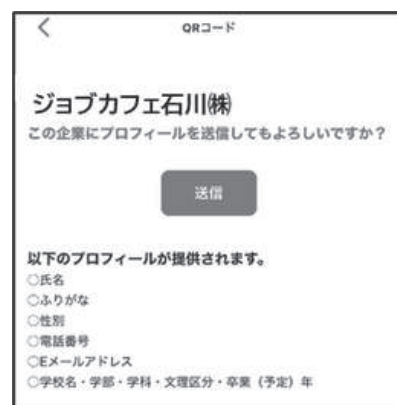 QRコード
ジョブカフェ石川㈱
この企業にプロフィールを送信してもよろしいですか？
送信
以下のプロフィールが提供されます。
○氏名
○ふりがな
○性別
○電話番号
○Eメールアドレス
○学校名・学部・学科・文理区分・卒業（予定）年